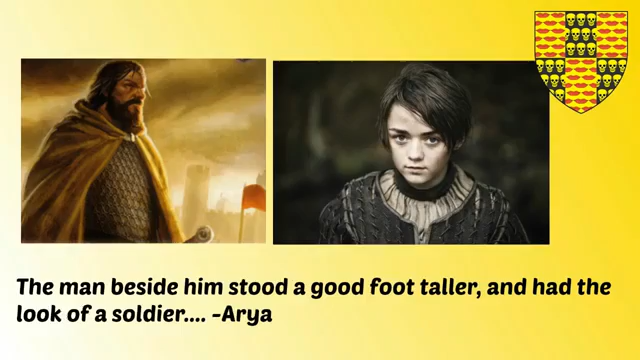 The man beside him stood a good foot taller, and had the
look of a soldier.... -Arya